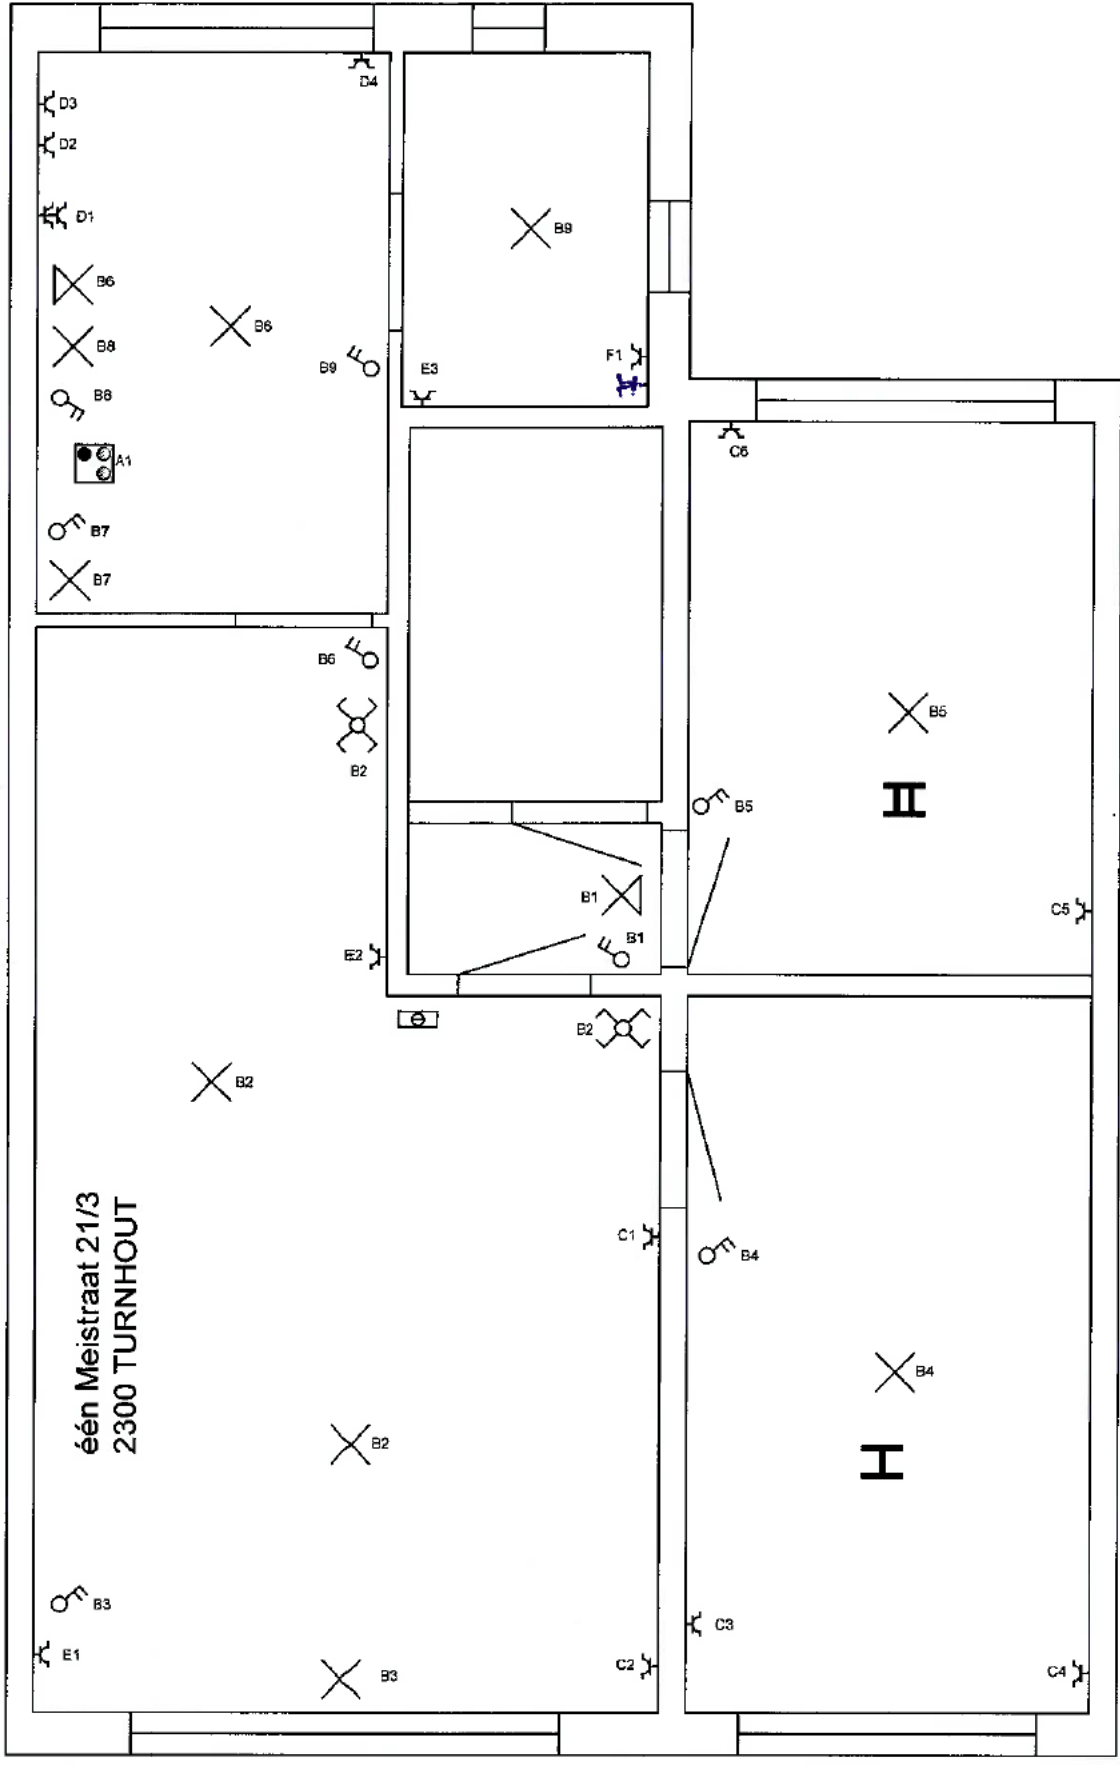 D4
D3
D2
D1
B9
B6
B6
B8
F1
B9
E3
B8
C6
A1
B7
B7
B6
B5
B2
B5
II
B1
C5
B1
E2
B2
B2
één Meistraat 21/3
2300 TURNHOUT
C1
B4
B4
B2
I
B3
C3
E1
C2
C4
B3